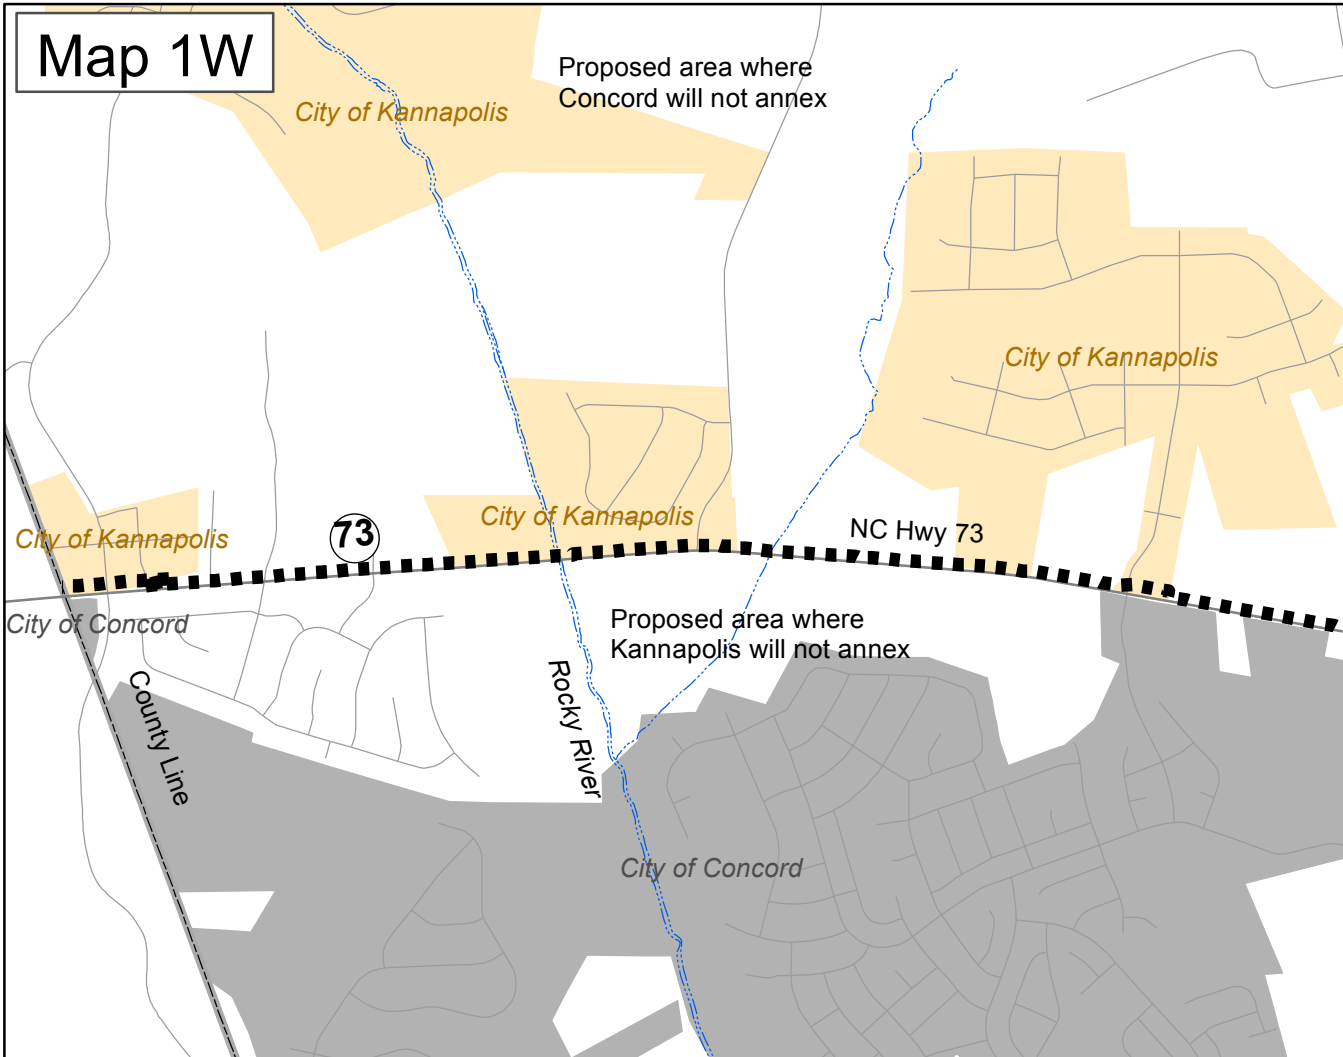 Map 1W
Proposed area where
Concord will not annex
City of Kannapolis
City of Kannapolis
City of Kannapolis
City of Kannapolis
73
NC Hwy 73
City of Concord
Proposed area where
Kannapolis will not annex
County Line
Rocky River
City of Concord